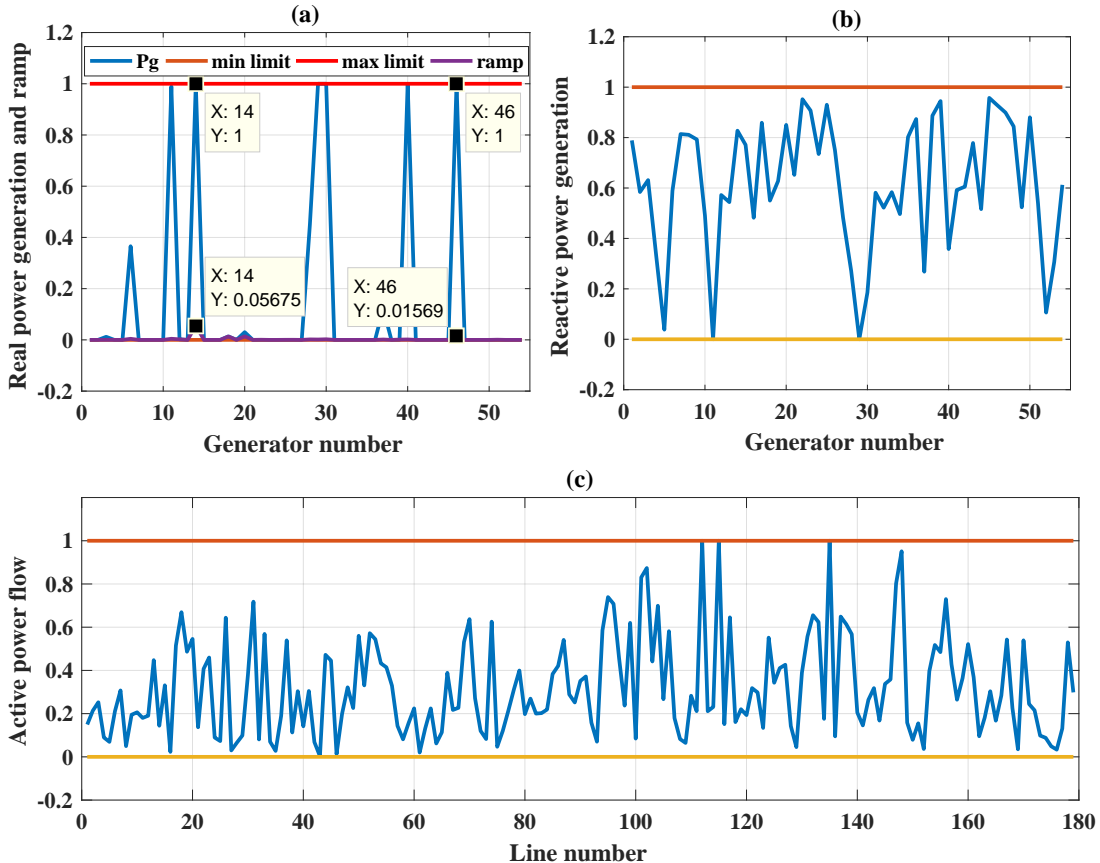 (a)
Real power generation and ramp
1.2
1
0.8
0.6
0.4
0.2
0
-0.2
Pg min limit max limit ramp
X: 14
Y: 1
X: 46
Y: 1
X: 14
Y: 0.05675
X: 46
Y: 0.01569
0 10 20 30 40 50
Generator number
(b)
Reactive power generation
1.2
1
0.8
0.6
0.4
0.2
0
-0.2
0 10 20 30 40 50
Generator number
(c)
Active power flow
1
0.8
0.6
0.4
0.2
0
-0.2
0 20 40 60 80 100 120 140 160 180
Line number